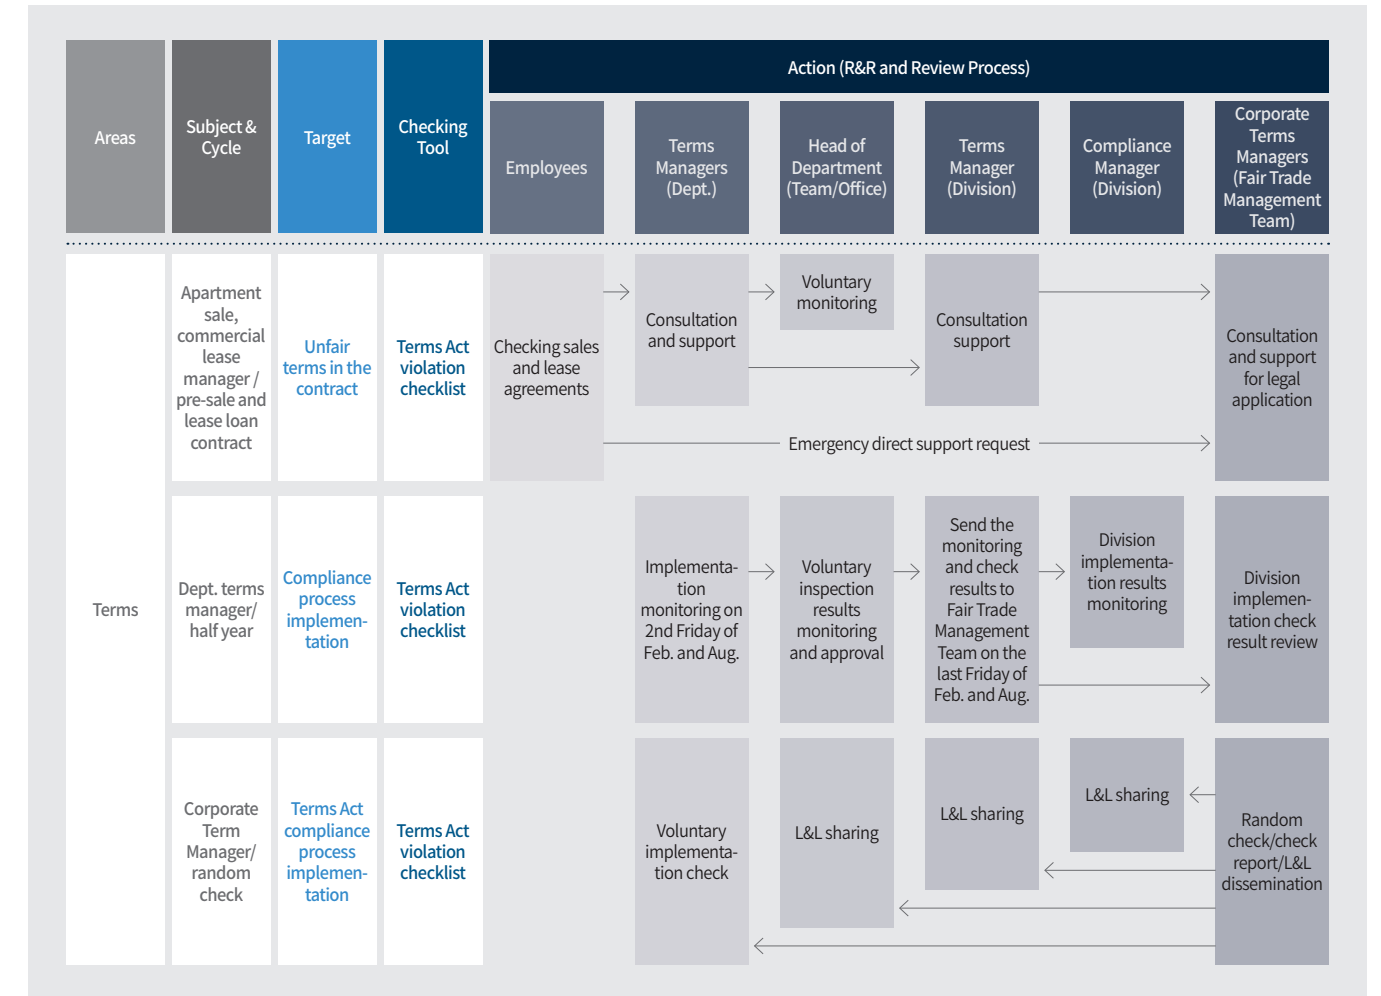 Action (R&R and Review Process)
Areas
Subject &
Cycle
Target
Checking
Tool
Employees
Terms
Managers
(Dept.)
Head of
Department
(Team/Office)
Terms
Manager
(Division)
Compliance
Manager
(Division)
Corporate
Terms
Managers
(Fair Trade
Management
Team)
Terms
Apartment
sale,
commercial
lease
manager /
pre-sale and
lease loan
contract
Unfair
terms in the
contract
Terms Act
violation
checklist
Checking sales
and lease
agreements
Consultation
and support
Voluntary
monitoring
Consultation
support
Consultation
and support
for legal
application
Emergency direct support request
Dept. terms
manager/
half year
Compliance
process
implemen-
tation
Terms Act
violation
checklist
Implementa-
tion
monitoring on
2nd Friday of
Feb. and Aug.
Voluntary
inspection
results
monitoring
and approval
Send the
monitoring
and check
results to
Fair Trade
Management
Team on the
last Friday of
Feb. and Aug.
Division
implementa-
tion results
monitoring
Division
implemen-
tation check
result review
Corporate
Term
Manager/
random
check
Terms Act
compliance
process
implemen-
tation
Terms Act
violation
checklist
Voluntary
implementa-
tion check
L&L sharing
L&L sharing
L&L sharing
Random
check/check
report/L&L
dissemination